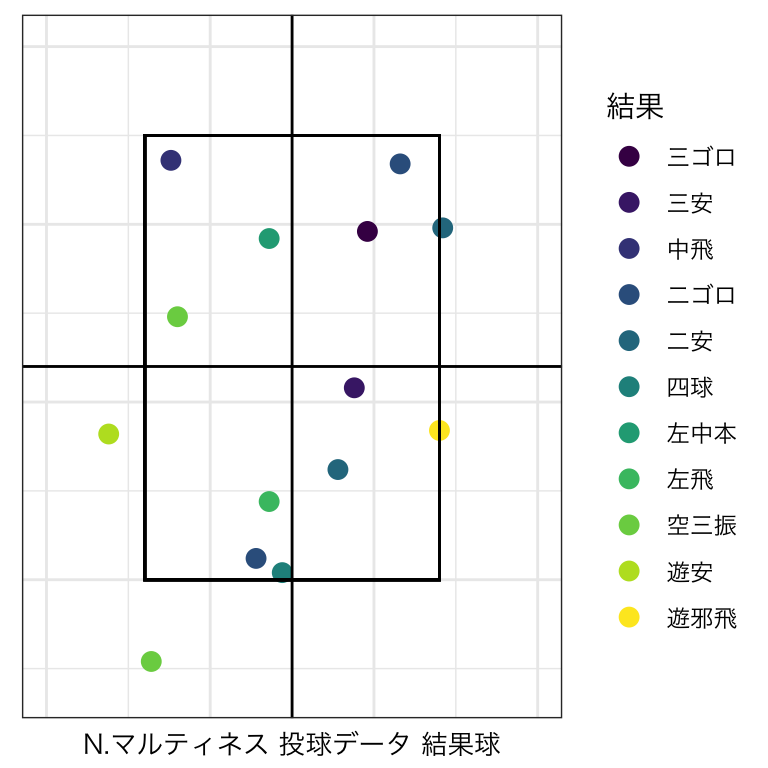 結果
三ゴロ
三安
中飛
二ゴロ
二安
四球
左中本
左飛
空三振
遊安
遊邪飛
N.マルティネス 投球データ 結果球